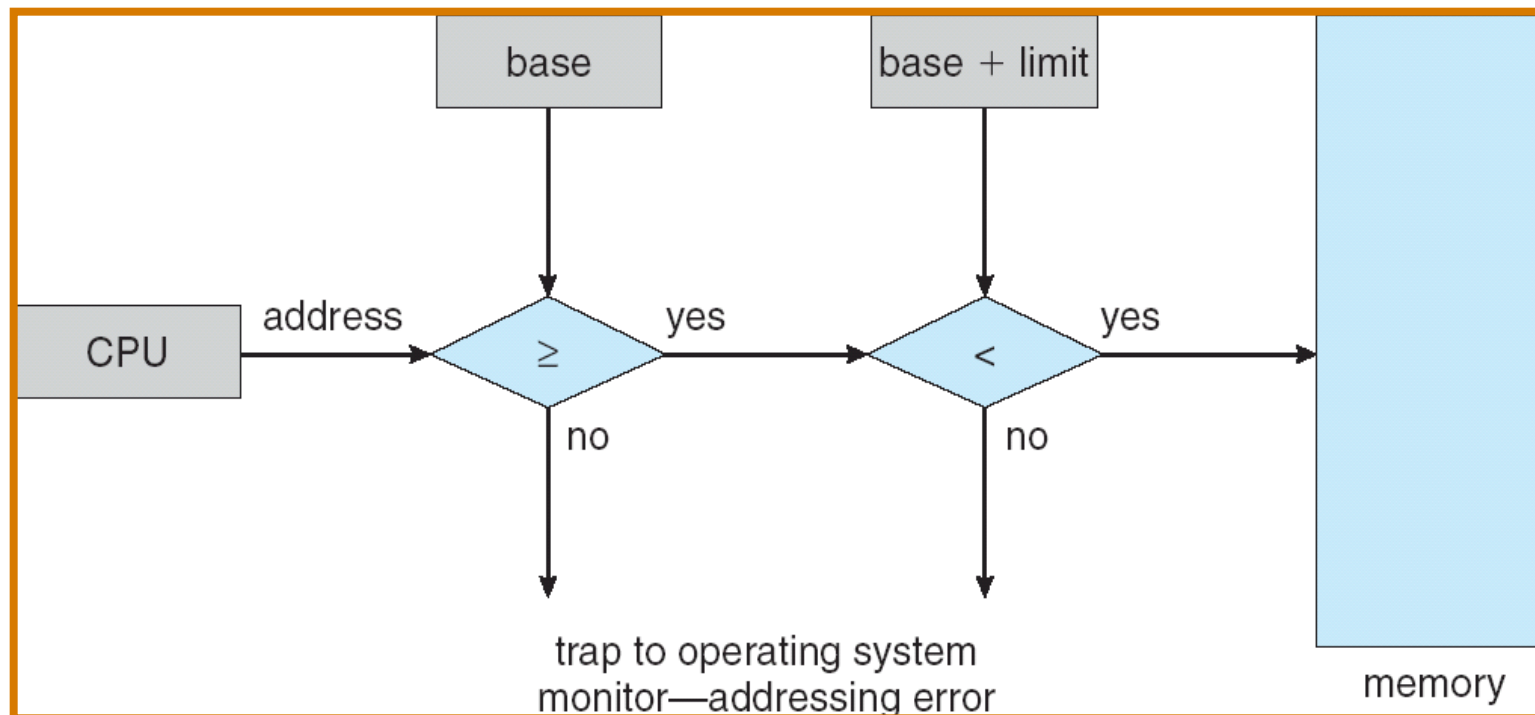 base
base + limit
CPU
address
≥
yes
<
yes
no
no
trap to operating system
monitor—addressing error
memory